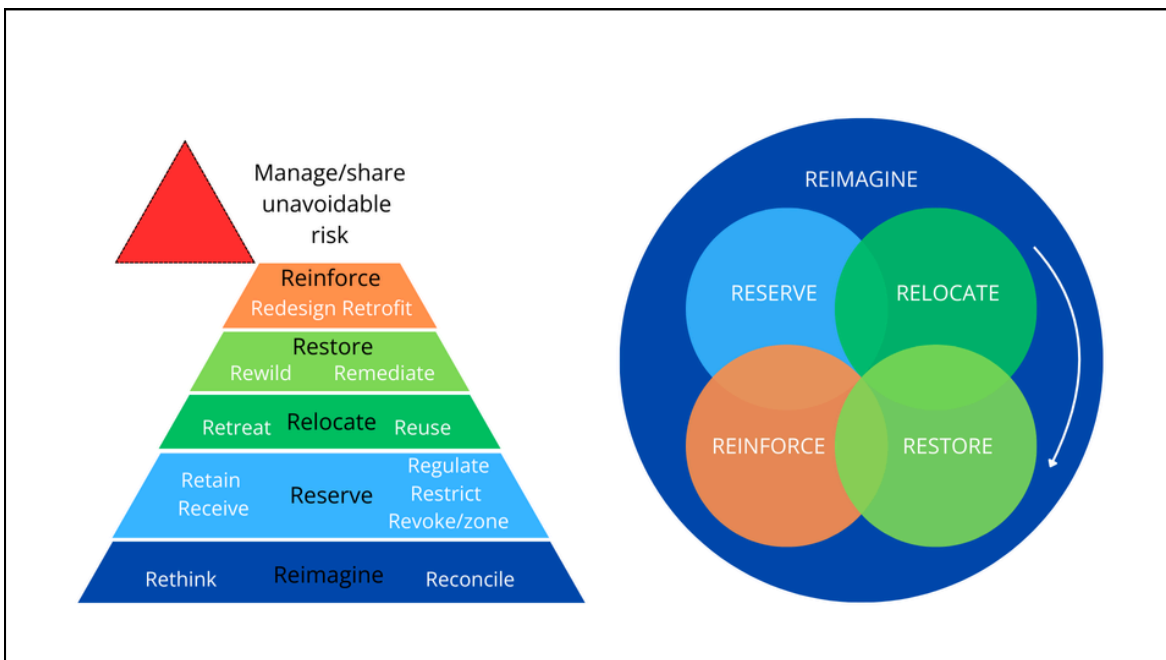 Manage/share
unavoidable
risk
Reinforce
Redesign Retrofit
Restore
Rewild Remediate
Retreat Relocate Reuse
Retain
Receive
Reserve
Regulate
Restrict
Revoke/zone
Rethink Reimagine Reconcile
REIMAGINE
RESERVE RELOCATE
REINFORCE RESTORE